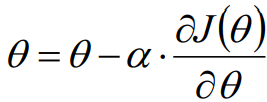 θ = θ − α · ∂J(θ) / ∂θ